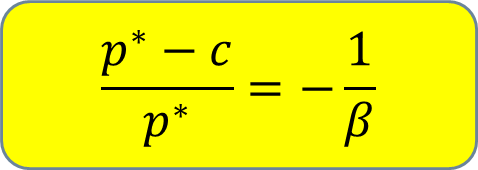 (p* − c)/p* = − 1/β